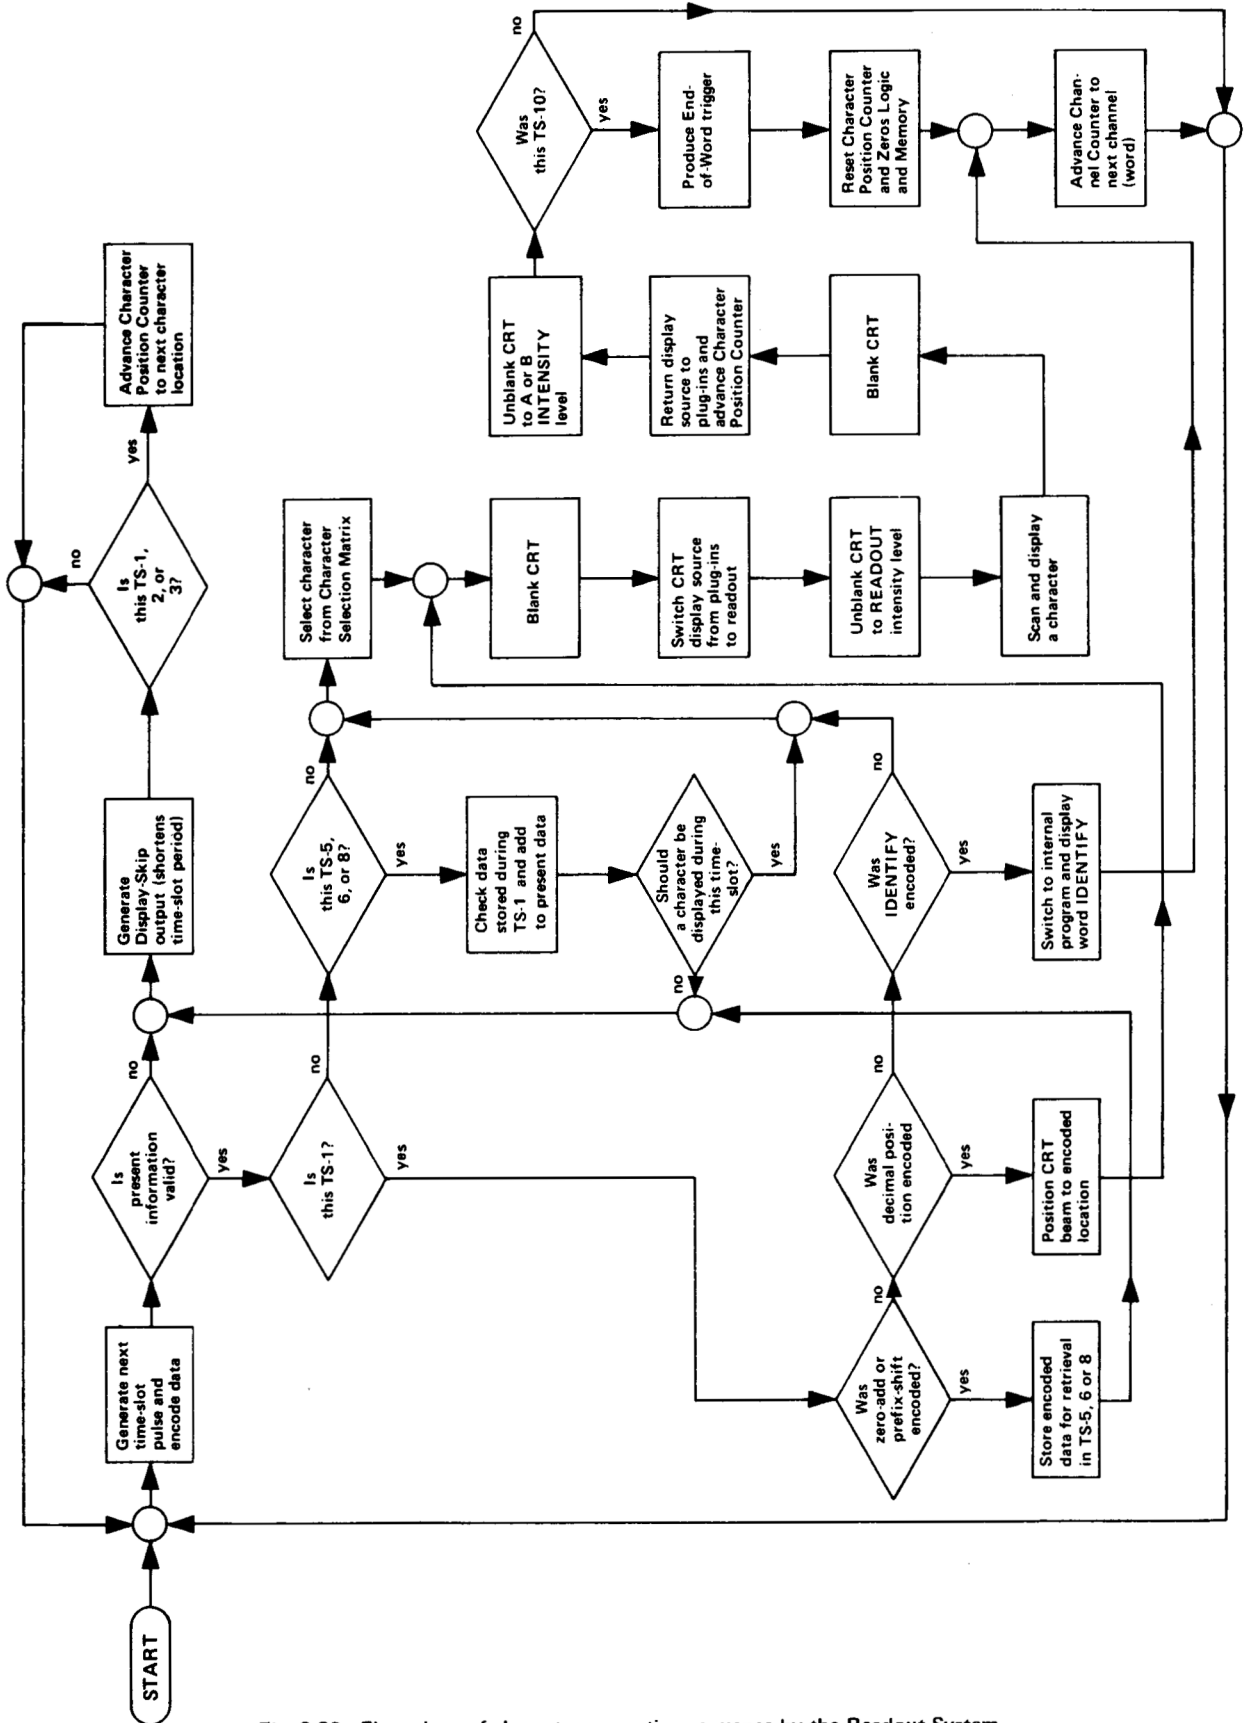 START
Generate next
time-slot
pulse and
encode data
Is
present
information
valid?
no
yes
Generate
Display-Skip
output (shortens
time-slot period)
Is
this TS-1,
2, or
3?
no
yes
Advance Character
Position Counter
to next character
location
Is
this TS-1?
no
yes
Is
this TS-5,
6, or 8?
no
yes
Select character
from Character
Selection Matrix
Check data
stored during
TS-1 and add
to present data
Should
a character be
displayed during
this time-
slot?
no
yes
Blank CRT
Switch CRT
display source
from plug-ins
to readout
Unblank CRT
to READOUT
intensity level
Scan and display
a character
Blank CRT
Return display
source to
plug-ins and
advance Character
Position Counter
Unblank CRT
to A or B
INTENSITY
level
Was
this TS-10?
no
yes
Produce End-
of-Word trigger
Reset Character
Position Counter
and Zeros Logic
and Memory
Advance Chan-
nel Counter to
next channel
(word)
Was
zero-add or
prefix-shift
encoded?
no
yes
Store encoded
data for retrieval
in TS-5, 6 or 8
Was
decimal posi-
tion encoded
no
yes
Position CRT
beam to encoded
location
Was
IDENTIFY
encoded?
no
yes
Switch to internal
program and display
word IDENTIFY
by the Readout System